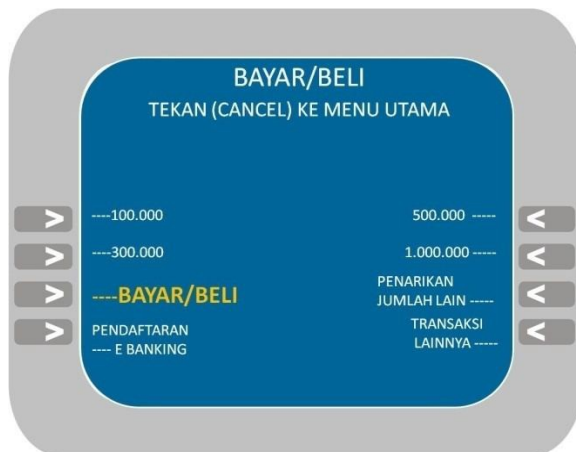 BAYAR/BELI
TEKAN (CANCEL) KE MENU UTAMA
> ----100.000 500.000 ----- <
> ----300.000 1.000.000 ----- <
> ----BAYAR/BELI PENARIKAN
JUMLAH LAIN ----- <
> PENDAFTARAN
---- E BANKING
TRANSAKSI
LAINNYA ----- <